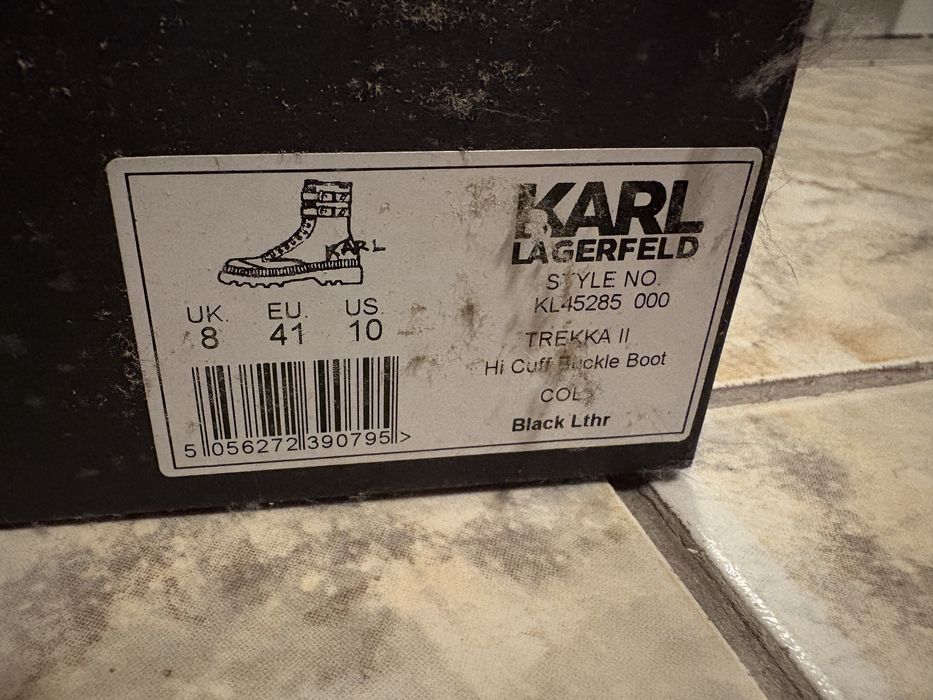 KARL
KARL
LAGERFELD
STYLE NO.
KL45285 000
TREKKA II
Hi Cuff Buckle Boot
COL
Black Lthr
UK. EU. US.
8 41 10
5 056272 390795 >